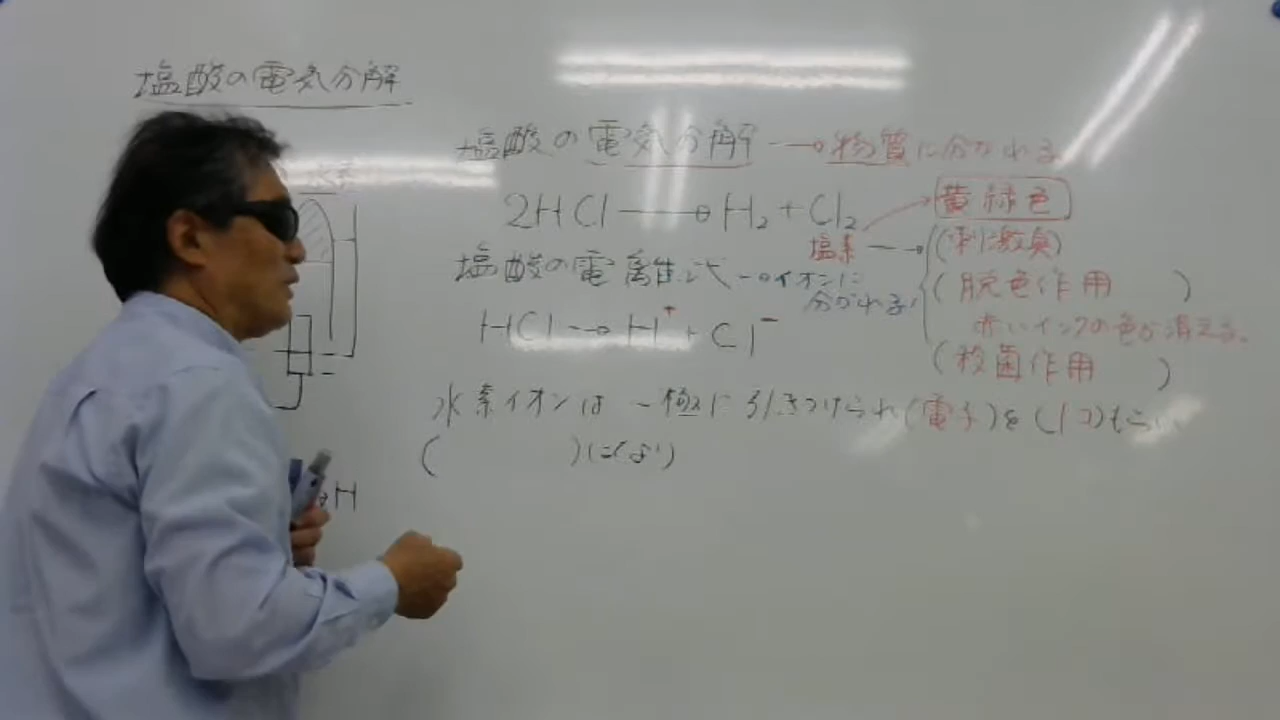 塩酸の電気分解
水素
塩酸の電気分解→物質に分かれる
2HCl→H₂+Cl₂
黄緑色
塩素→(刺激臭)
塩酸の電離式→イオンに
分かれる
(脱色作用)
赤いインクの色が消える。
HCl→H⁺+Cl⁻
(殺菌作用)
水素イオンは-極に引きつけられ(電子)を(1コ)もらい
( )に(なり)
H